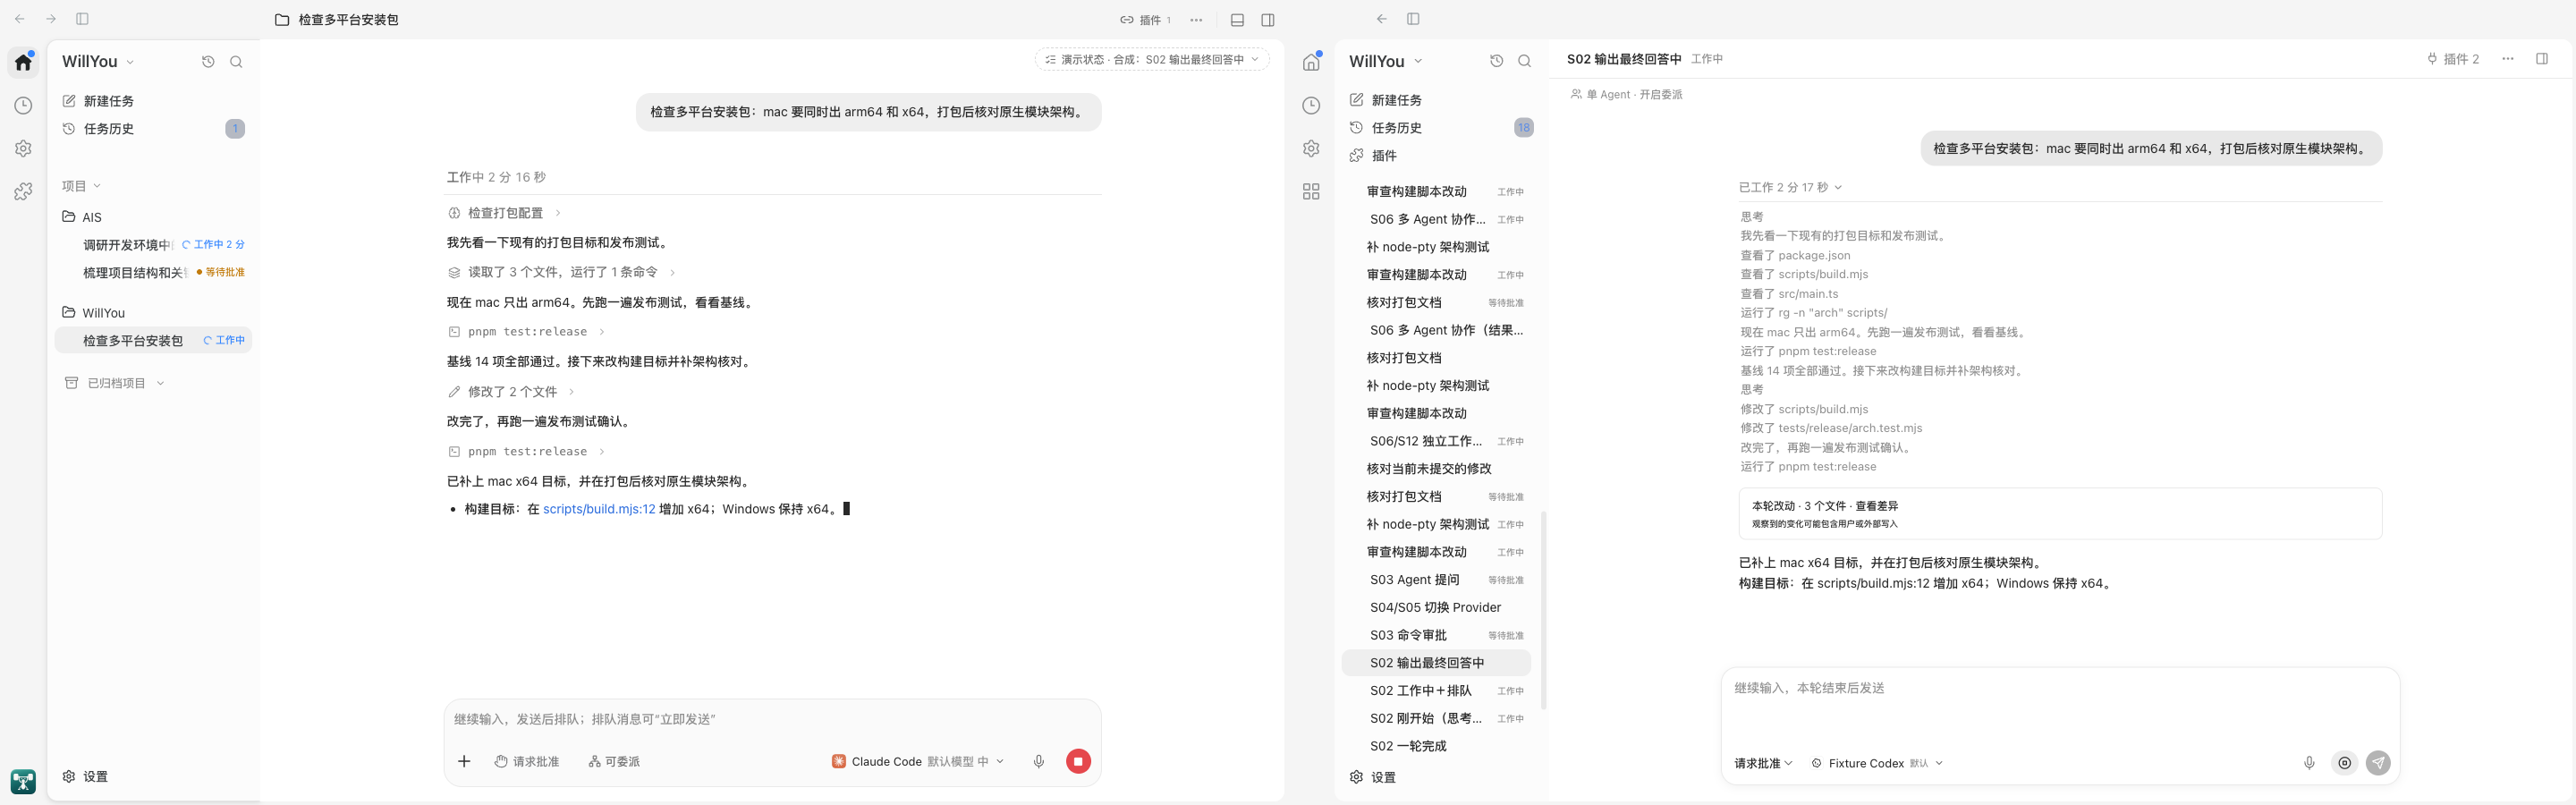 检查多平台安装包
插件 1
WillYou
新建任务
任务历史 1
项目
AIS
调研开发环境中 工作中 2 分
梳理项目结构和关 等待批准
WillYou
检查多平台安装包 工作中
已归档项目
设置
演示状态 · 合成：S02 输出最终回答中
检查多平台安装包：mac 要同时出 arm64 和 x64，打包后核对原生模块架构。
工作中 2 分 16 秒
检查打包配置
我先看一下现有的打包目标和发布测试。
读取了 3 个文件，运行了 1 条命令
现在 mac 只出 arm64。先跑一遍发布测试，看看基线。
pnpm test:release
基线 14 项全部通过。接下来改构建目标并补架构核对。
修改了 2 个文件
改完了，再跑一遍发布测试确认。
pnpm test:release
已补上 mac x64 目标，并在打包后核对原生模块架构。
• 构建目标：在 scripts/build.mjs:12 增加 x64；Windows 保持 x64。
继续输入，发送后排队；排队消息可“立即发送”
请求批准 可委派 Claude Code 默认模型 中
WillYou
新建任务
任务历史 18
插件
审查构建脚本改动 工作中
S06 多 Agent 协作... 工作中
补 node-pty 架构测试
审查构建脚本改动 工作中
核对打包文档 等待批准
S06 多 Agent 协作（结果...
核对打包文档
补 node-pty 架构测试
审查构建脚本改动
S06/S12 独立工作... 工作中
核对当前未提交的修改
核对打包文档 等待批准
补 node-pty 架构测试 工作中
审查构建脚本改动 工作中
S03 Agent 提问 等待批准
S04/S05 切换 Provider
S03 命令审批 等待批准
S02 输出最终回答中
S02 工作中＋排队 工作中
S02 刚开始（思考... 工作中
S02 一轮完成
设置
S02 输出最终回答中 工作中
插件 2
单 Agent · 开启委派
检查多平台安装包：mac 要同时出 arm64 和 x64，打包后核对原生模块架构。
已工作 2 分 17 秒
思考
我先看一下现有的打包目标和发布测试。
查看了 package.json
查看了 scripts/build.mjs
查看了 src/main.ts
运行了 rg -n "arch" scripts/
现在 mac 只出 arm64。先跑一遍发布测试，看看基线。
运行了 pnpm test:release
基线 14 项全部通过。接下来改构建目标并补架构核对。
思考
修改了 scripts/build.mjs
修改了 tests/release/arch.test.mjs
改完了，再跑一遍发布测试确认。
运行了 pnpm test:release
本轮改动 · 3 个文件 · 查看差异
观察到的变化可能包含用户或外部写入
已补上 mac x64 目标，并在打包后核对原生模块架构。
构建目标：在 scripts/build.mjs:12 增加 x64；Windows 保持 x64。
继续输入，本轮结束后发送
请求批准 Fixture Codex 默认